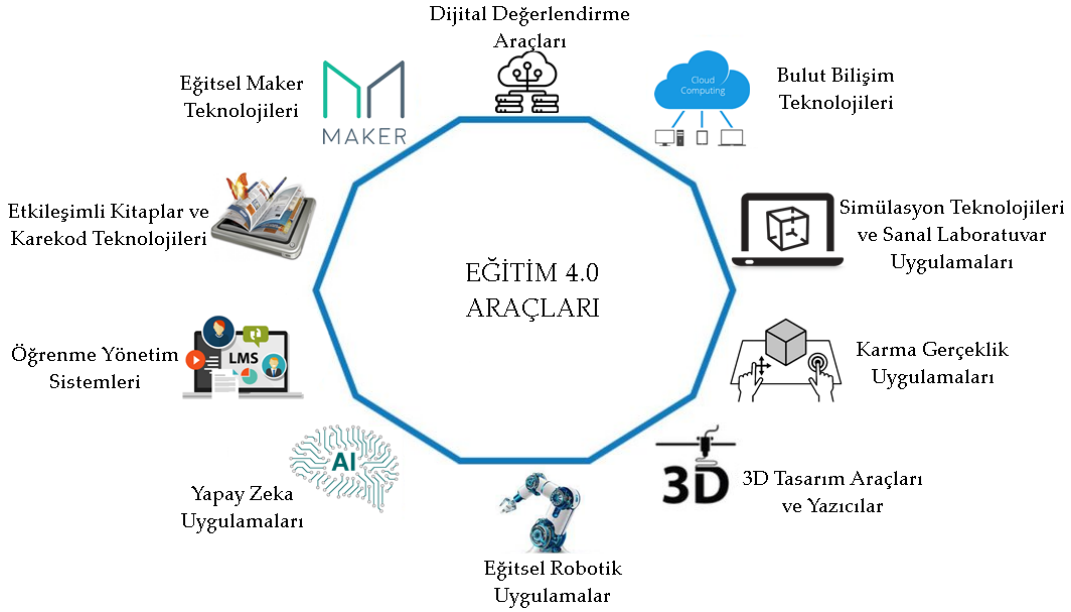 Dijital Değerlendirme
Araçları
Eğitsel Maker
Teknolojileri
MAKER
Cloud
Computing
Bulut Bilişim
Teknolojileri
Etkileşimli Kitaplar ve
Karekod Teknolojileri
Simülasyon Teknolojileri
ve Sanal Laboratuvar
Uygulamaları
EĞİTİM 4.0
ARAÇLARI
Öğrenme Yönetim
Sistemleri
LMS
Karma Gerçeklik
Uygulamaları
AI
Yapay Zeka
Uygulamaları
3D
3D Tasarım Araçları
ve Yazıcılar
Eğitsel Robotik
Uygulamalar